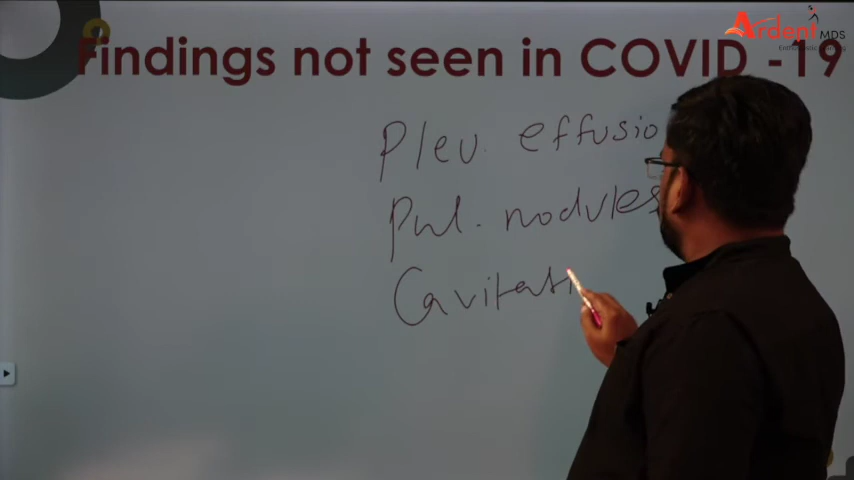 Ardent MDS
Findings not seen in COVID -19
Pleu. effusio
Pul. nodules
Cavitati